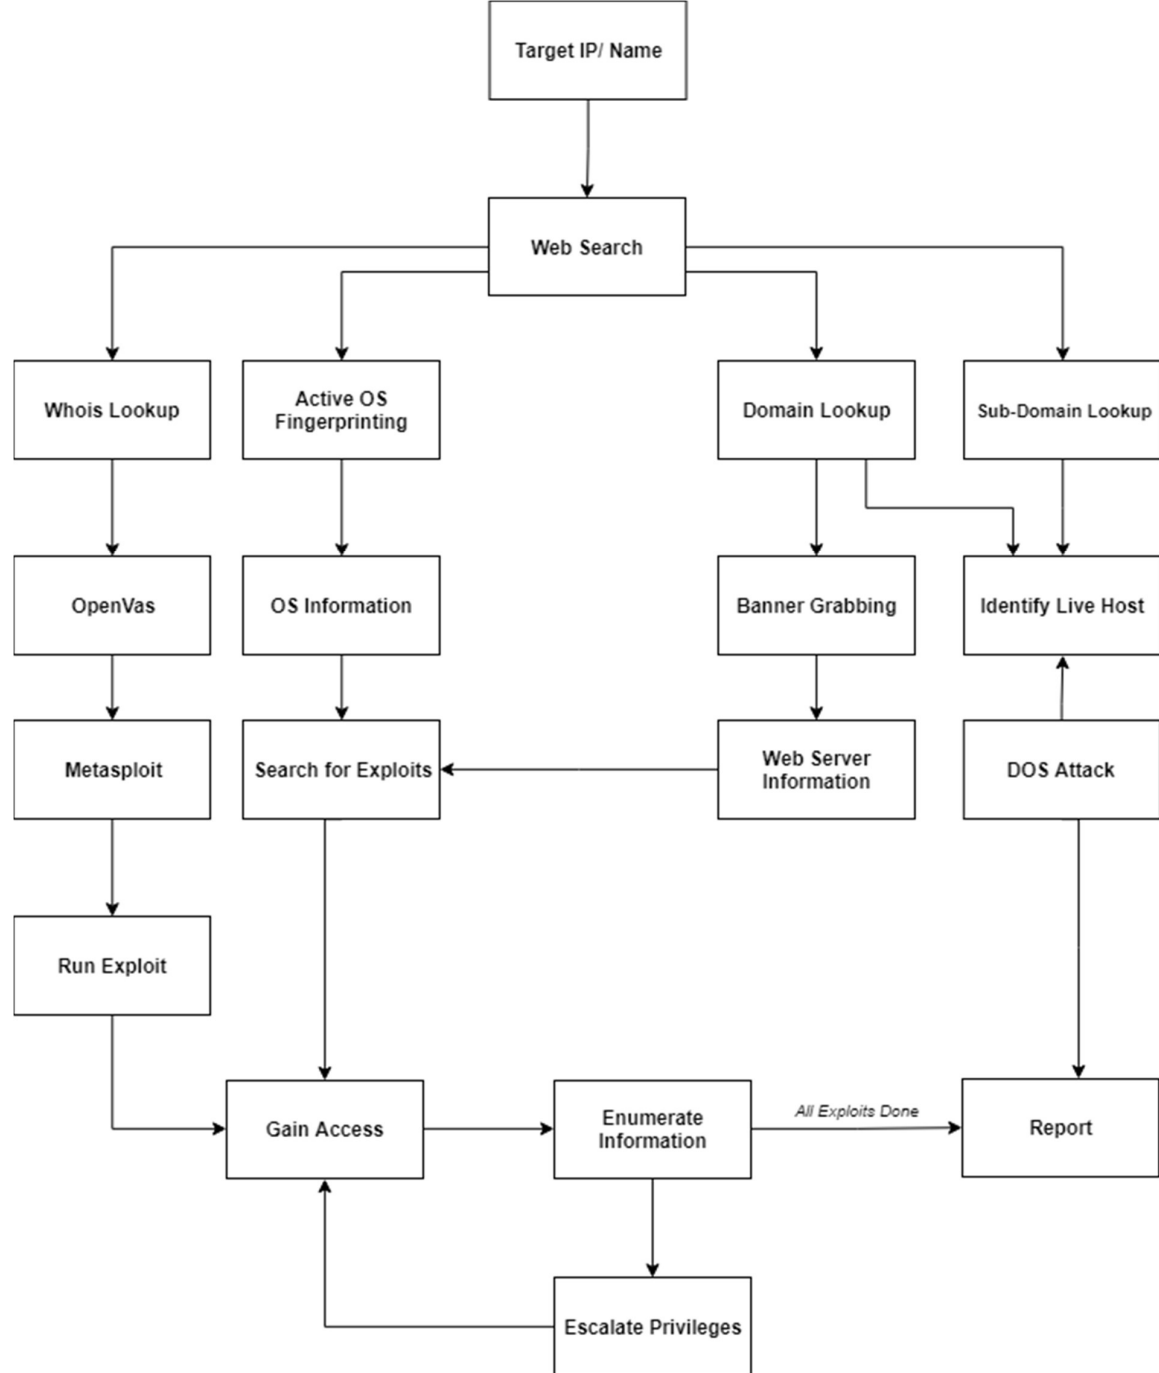 Target IP/ Name
Web Search
Whois Lookup
Active OS
Fingerprinting
Domain Lookup
Sub-Domain Lookup
OpenVas
OS Information
Banner Grabbing
Identify Live Host
Metasploit
Search for Exploits
Web Server
Information
DOS Attack
Run Exploit
Gain Access
Enumerate
Information
All Exploits Done
Report
Escalate Privileges